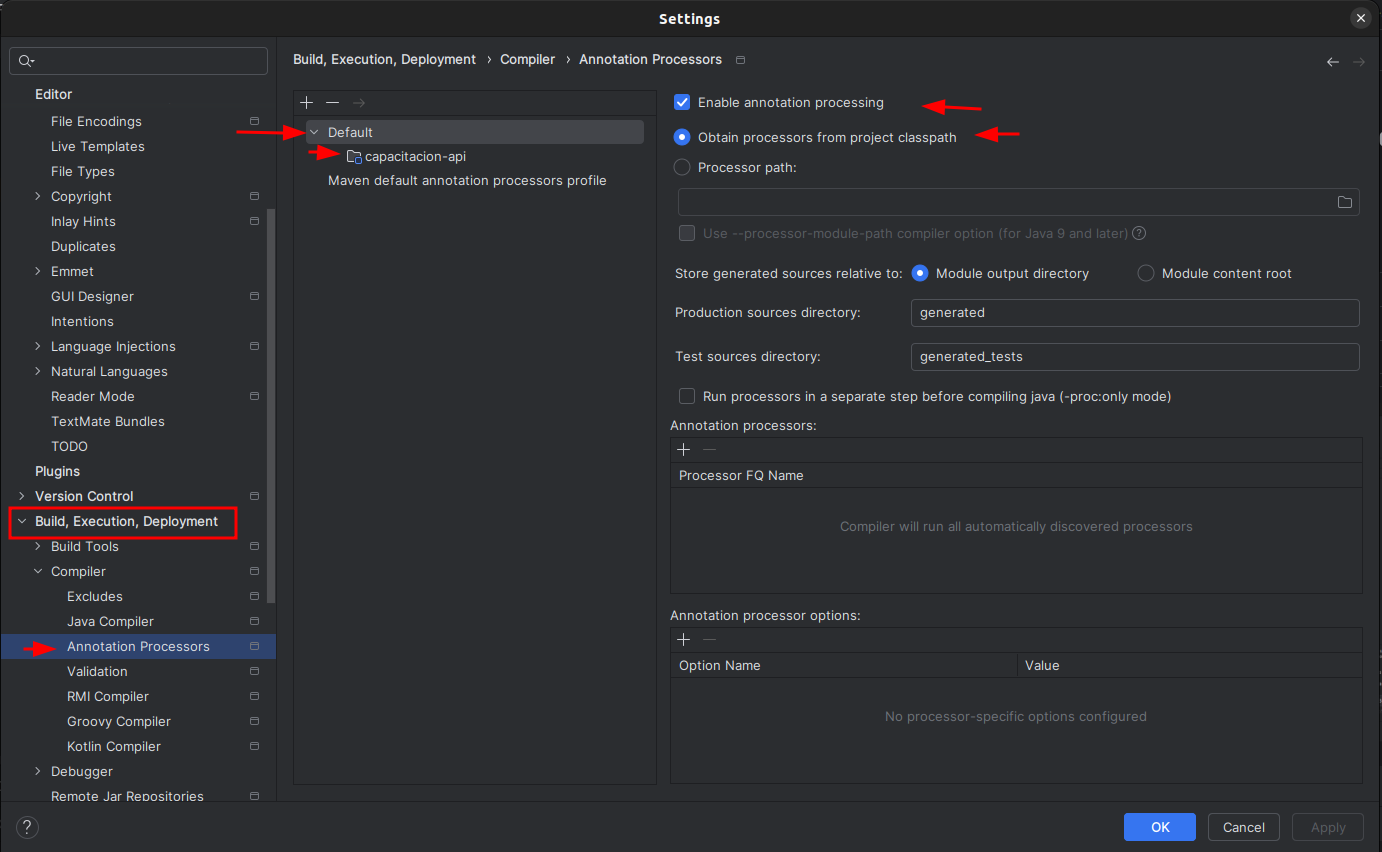 Settings
Editor
File Encodings
Live Templates
File Types
Copyright
Inlay Hints
Duplicates
Emmet
GUI Designer
Intentions
Language Injections
Natural Languages
Reader Mode
TextMate Bundles
TODO
Plugins
Version Control
Build, Execution, Deployment
Build Tools
Compiler
Excludes
Java Compiler
Annotation Processors
Validation
RMI Compiler
Groovy Compiler
Kotlin Compiler
Debugger
Remote Jar Repositories
?
Build, Execution, Deployment › Compiler › Annotation Processors
Default
capacitacion-api
Maven default annotation processors profile
Enable annotation processing
Obtain processors from project classpath
Processor path:
Use --processor-module-path compiler option (for Java 9 and later) ?
Store generated sources relative to: Module output directory Module content root
Production sources directory: generated
Test sources directory: generated_tests
Run processors in a separate step before compiling java (-proc:only mode)
Annotation processors:
Processor FQ Name
Compiler will run all automatically discovered processors
Annotation processor options:
Option Name Value
No processor-specific options configured
OK Cancel Apply